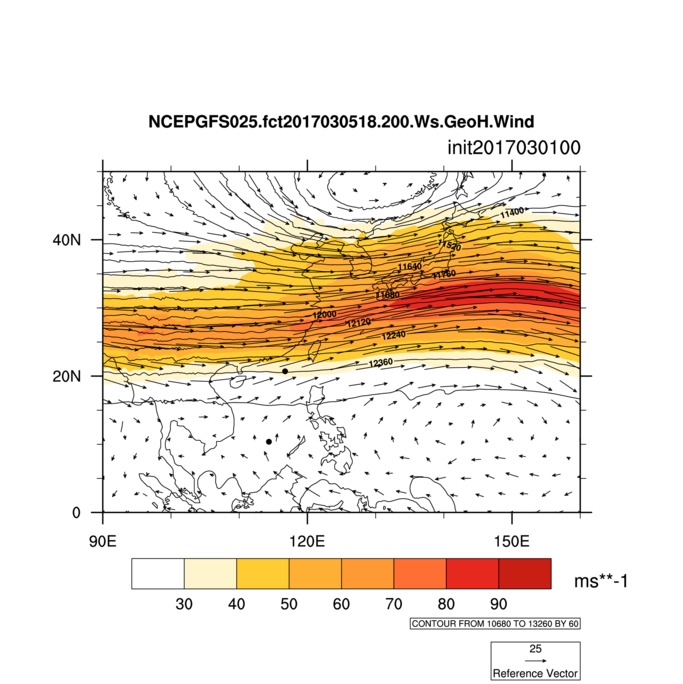 NCEPGFS025.fct2017030518.200.Ws.GeoH.Wind
init2017030100
11400
40N
11520
11640
11760
11880
12000
12120
12240
12360
20N
0
90E 120E 150E
ms**-1
30 40 50 60 70 80 90
CONTOUR FROM 10680 TO 13260 BY 60
25
Reference Vector